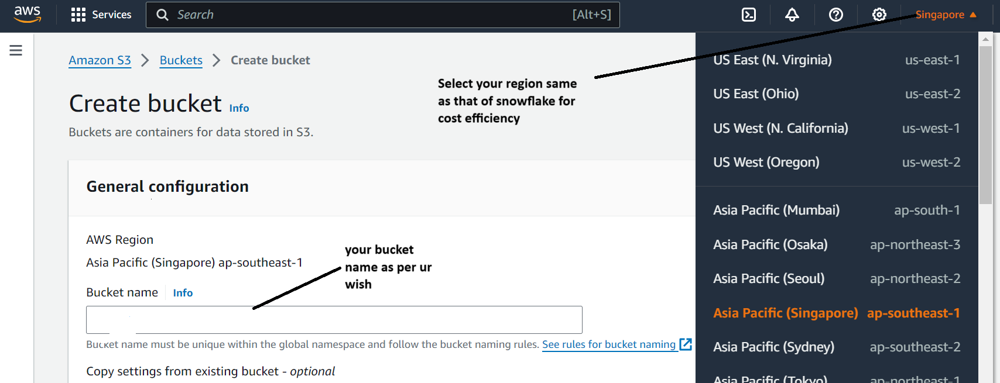 aws
Services
Search
[Alt+S]
Singapore
Amazon S3 > Buckets > Create bucket
Create bucket Info
Buckets are containers for data stored in S3.
Select your region same
as that of snowflake for
cost efficiency
General configuration
AWS Region
Asia Pacific (Singapore) ap-southeast-1
your bucket
name as per ur
wish
Bucket name Info
Bucket name must be unique within the global namespace and follow the bucket naming rules. See rules for bucket naming
Copy settings from existing bucket - optional
US East (N. Virginia) us-east-1
US East (Ohio) us-east-2
US West (N. California) us-west-1
US West (Oregon) us-west-2
Asia Pacific (Mumbai) ap-south-1
Asia Pacific (Osaka) ap-northeast-3
Asia Pacific (Seoul) ap-northeast-2
Asia Pacific (Singapore) ap-southeast-1
Asia Pacific (Sydney) ap-southeast-2
Asia Pacific (Tokyo) ap-northeast-1